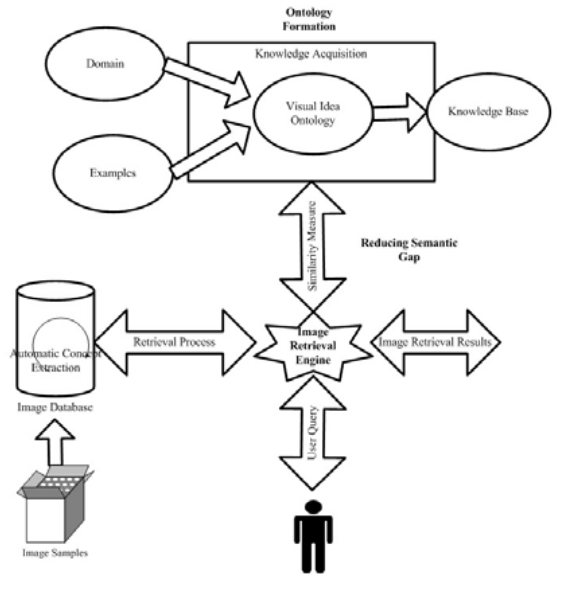 Ontology
Formation
Knowledge Acquisition
Domain
Visual Idea
Ontology
Knowledge Base
Examples
Similarity Measure
Reducing Semantic
Gap
Automatic Concept
Extraction
Retrieval Process
Image
Retrieval
Engine
Image Retrieval Results
Image Database
User Query
Image Samples